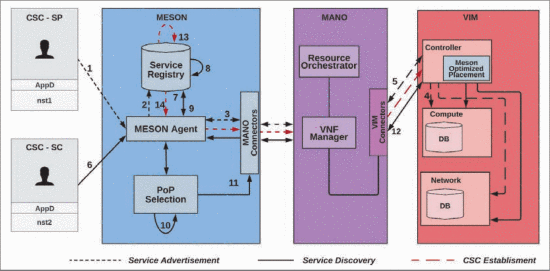 CSC - SP
AppD
nst1
CSC - SC
AppD
nst2
1
6
MESON
13
Service
Registry
8
2
14
7
9
3
MESON Agent
MANO
Connectors
PoP
Selection
11
10
MANO
Resource
Orchestrator
VNF
Manager
VIM
Connectors
5
12
VIM
Controller
Meson
Optimized
Placement
4
Compute
DB
Network
DB
Service Advertisement
Service Discovery
CSC Establisment